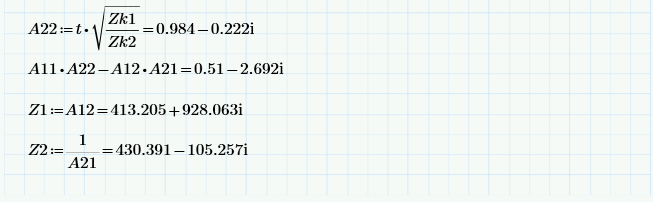 A22:=t·√(Zk1/Zk2)=0.984−0.222i
A11·A22−A12·A21=0.51−2.692i
Z1:=A12=413.205+928.063i
Z2:=1/A21=430.391−105.257i